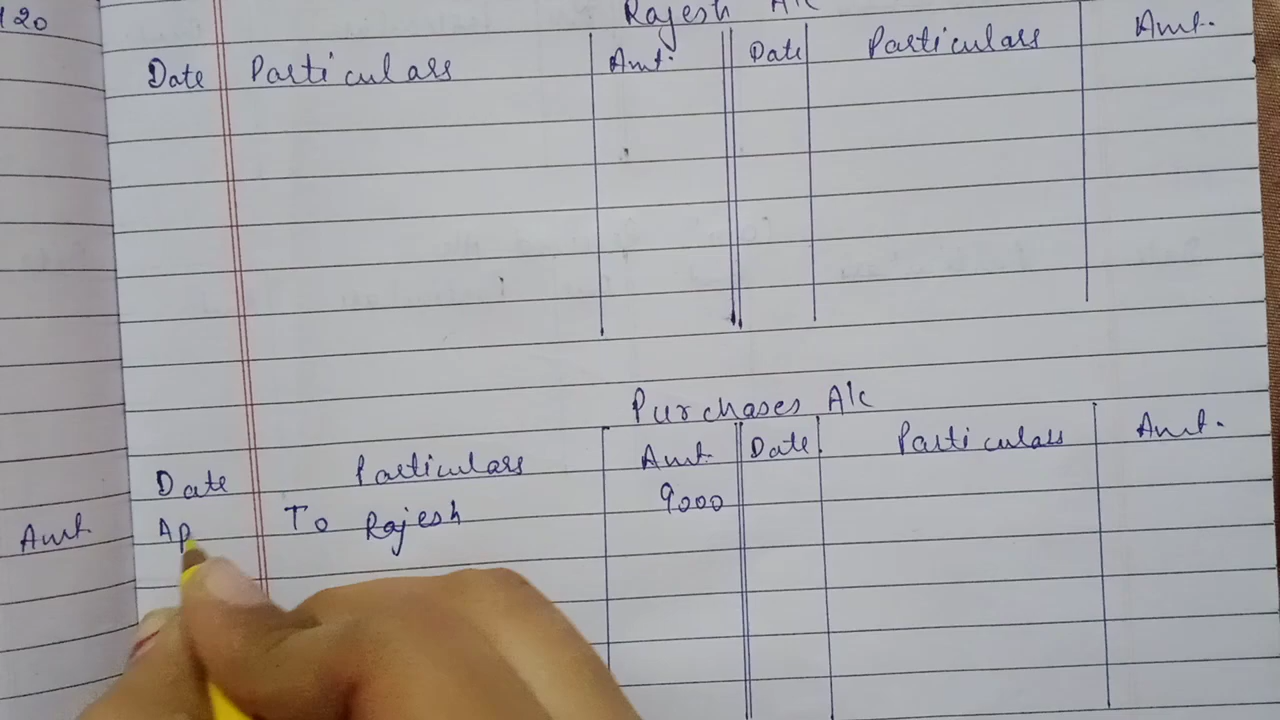 120
Rajesh A/c
Date Particulars Amt. Date Particulars Amt.
Purchases A/c
Date Particulars Amt. Date Particulars Amt.
Amt Ap To Rajesh 9000